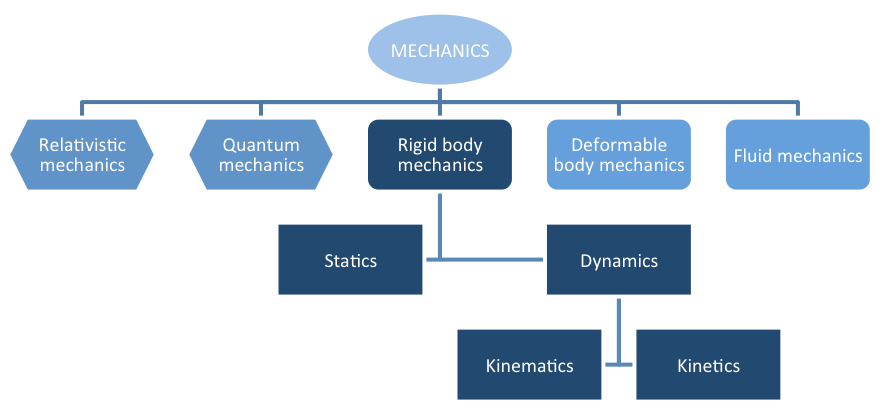 MECHANICS
Relativistic
mechanics
Quantum
mechanics
Rigid body
mechanics
Deformable
body mechanics
Fluid mechanics
Statics
Dynamics
Kinematics
Kinetics